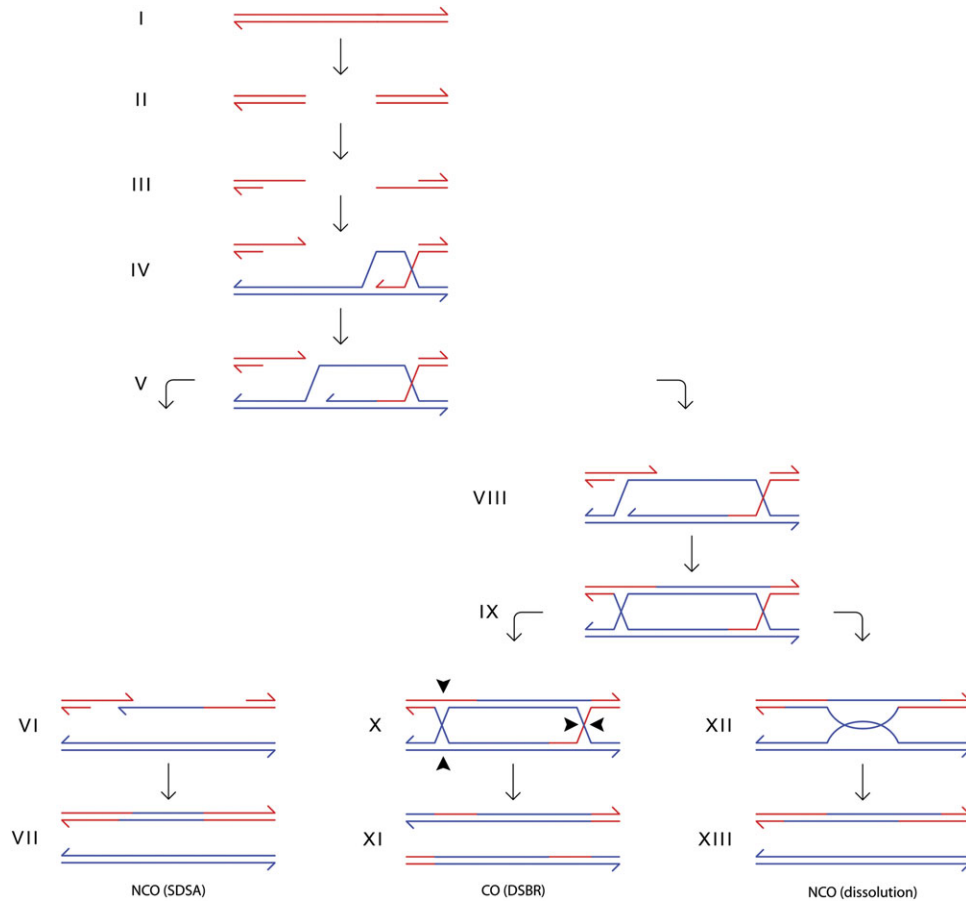 I
II
III
IV
V
VIII
IX
VI
X
XII
VII
XI
XIII
NCO (SDSA)
CO (DSBR)
NCO (dissolution)